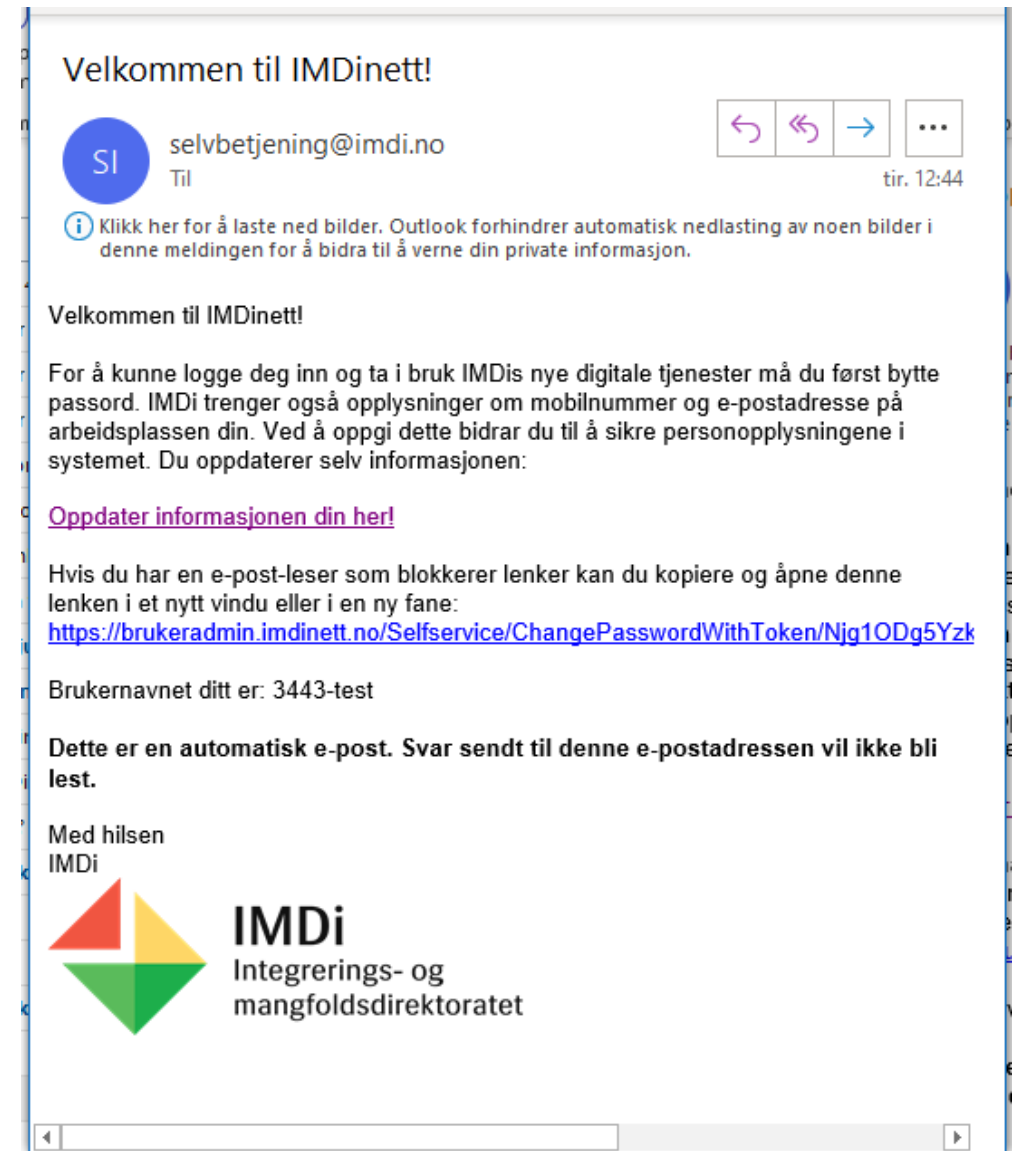 Velkommen til IMDinett!
SI
selvbetjening@imdi.no
Til
tir. 12:44
Klikk her for å laste ned bilder. Outlook forhindrer automatisk nedlasting av noen bilder i
denne meldingen for å bidra til å verne din private informasjon.
Velkommen til IMDinett!
For å kunne logge deg inn og ta i bruk IMDis nye digitale tjenester må du først bytte
passord. IMDi trenger også opplysninger om mobilnummer og e-postadresse på
arbeidsplassen din. Ved å oppgi dette bidrar du til å sikre personopplysningene i
systemet. Du oppdaterer selv informasjonen:
Oppdater informasjonen din her!
Hvis du har en e-post-leser som blokkerer lenker kan du kopiere og åpne denne
lenken i et nytt vindu eller i en ny fane:
https://brukeradmin.imdinett.no/Selfservice/ChangePasswordWithToken/Njg1ODg5Yzk
Brukernavnet ditt er: 3443-test
Dette er en automatisk e-post. Svar sendt til denne e-postadressen vil ikke bli
lest.
Med hilsen
IMDi
IMDi
Integrerings- og
mangfoldsdirektoratet